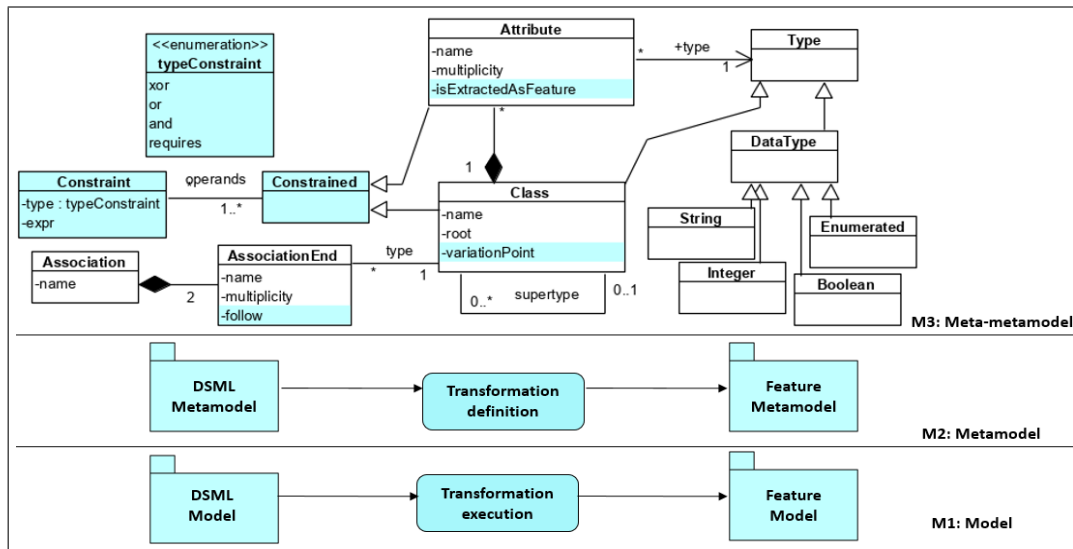 <<enumeration>>
typeConstraint
xor
or
and
requires
Attribute
-name
-multiplicity
-isExtractedAsFeature
*
+type
1
Type
*
1
DataType
String
Integer
Boolean
Enumerated
Constraint
-type : typeConstraint
-expr
operands
1..*
Constrained
Class
-name
-root
-variationPoint
Association
-name
2
AssociationEnd
-name
-multiplicity
-follow
type
*
1
0..*
supertype
0..1
M3: Meta-metamodel
DSML
Metamodel
Transformation
definition
Feature
Metamodel
M2: Metamodel
DSML
Model
Transformation
execution
Feature
Model
M1: Model